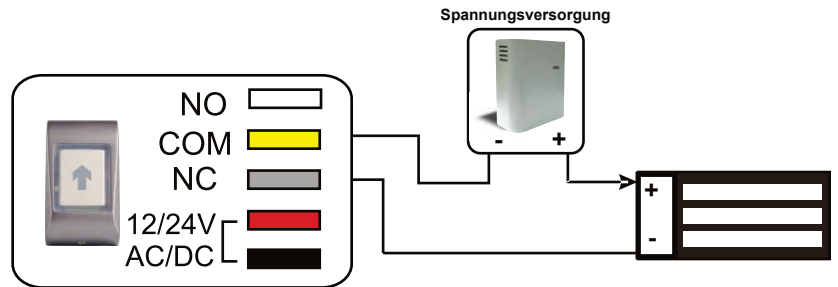 Spannungsversorgung
- +
NO
COM
NC
12/24V
AC/DC
+
-